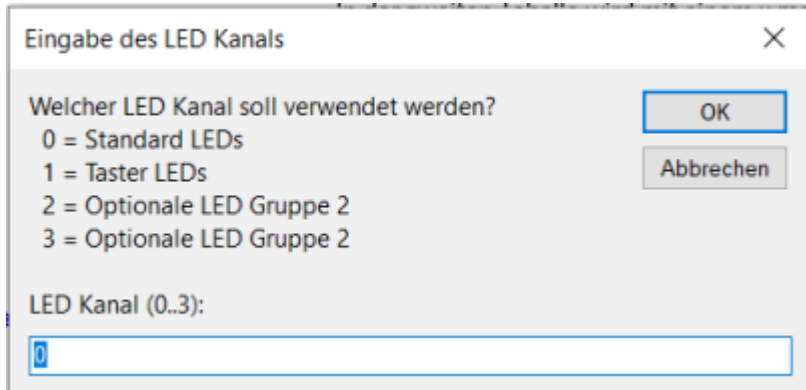 Eingabe des LED Kanals
Welcher LED Kanal soll verwendet werden?
0 = Standard LEDs
1 = Taster LEDs
2 = Optionale LED Gruppe 2
3 = Optionale LED Gruppe 2
OK
Abbrechen
LED Kanal (0..3):
0